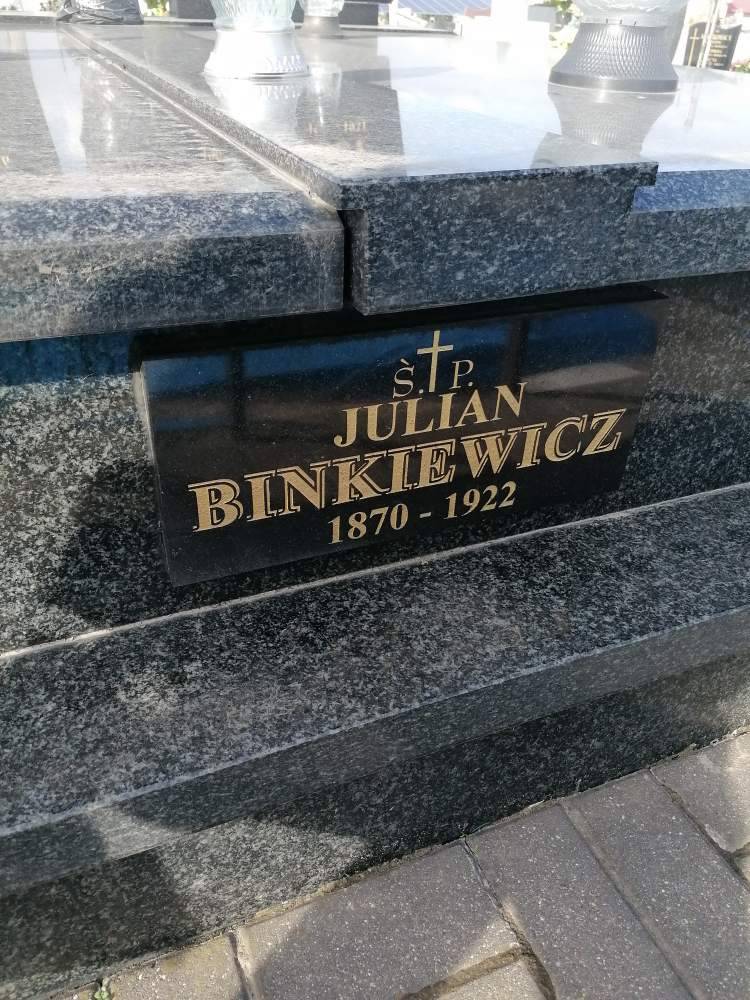 Ś. P.
JULIAN
BINKIEWICZ
1870 - 1922